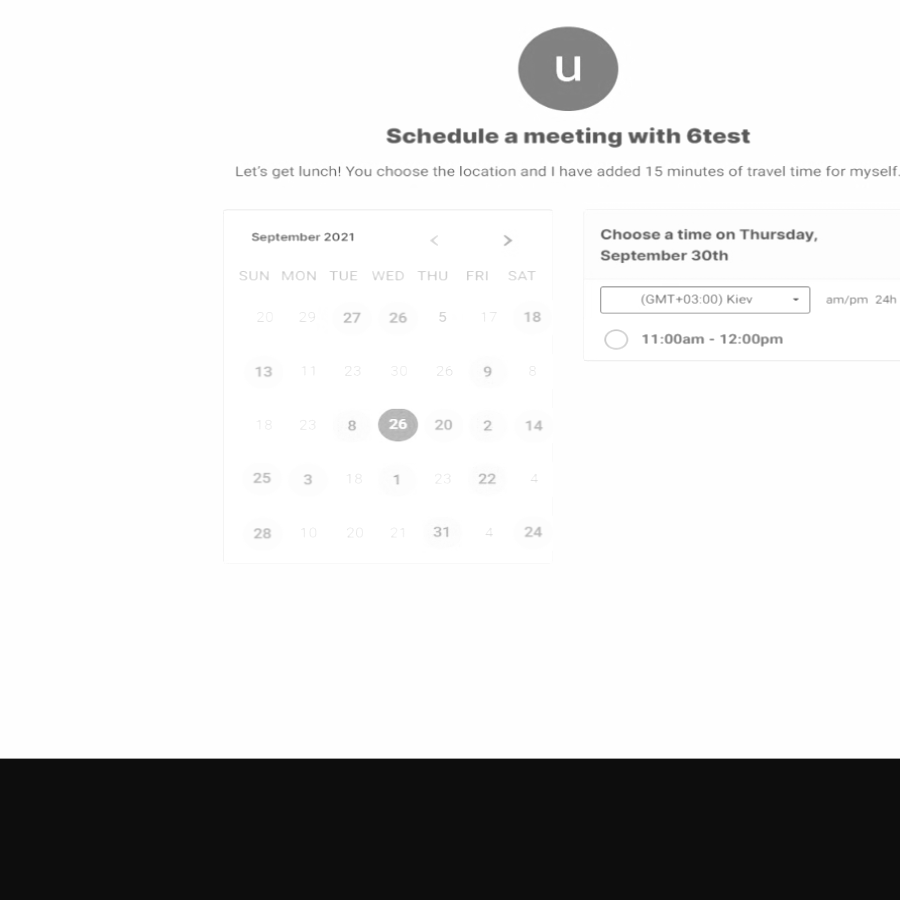 u
Schedule a meeting with 6test
Let's get lunch! You choose the location and I have added 15 minutes of travel time for myself.
September 2021 < >
SUN MON TUE WED THU FRI SAT
20 29 27 26 5 17 18
13 11 23 30 26 9 8
18 23 8 26 20 2 14
25 3 18 1 23 22 4
28 10 20 21 31 4 24
Choose a time on Thursday,
September 30th
(GMT+03:00) Kiev am/pm 24h
11:00am - 12:00pm